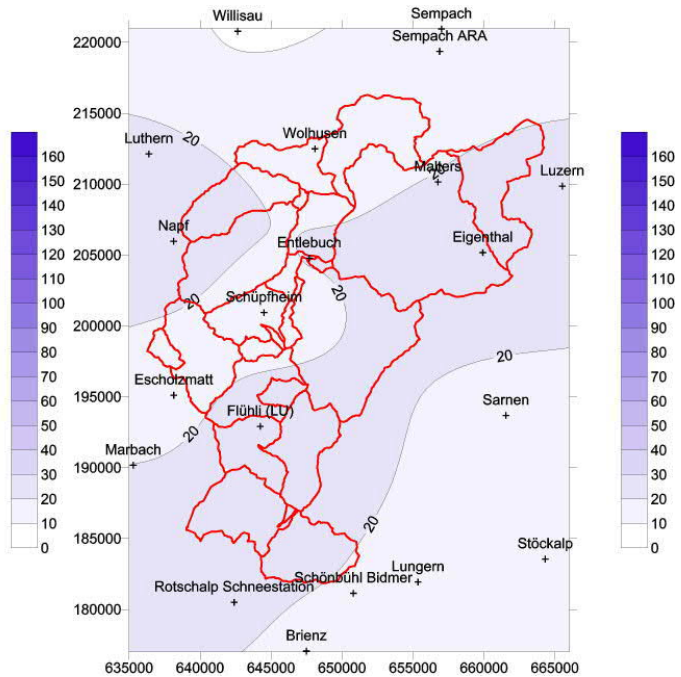 Willisau
Sempach
220000
Sempach ARA
215000
Luthern
20
Wolhusen
160
160
150
150
210000
Malters
20
Luzern
140
140
130
130
Napf
Entlebuch
Eigenthal
120
120
205000
110
110
100
100
20
Schüpfheim
20
90
90
200000
80
80
20
70
70
Escholzmatt
195000
60
60
Sarnen
50
50
Flühli (LU)
40
40
20
Marbach
30
30
190000
20
20
10
10
20
0
0
185000
Stöckalp
Lungern
Schönbühl Bidmer
Rotschalp Schneestation
180000
Brienz
635000
640000
645000
650000
655000
660000
665000